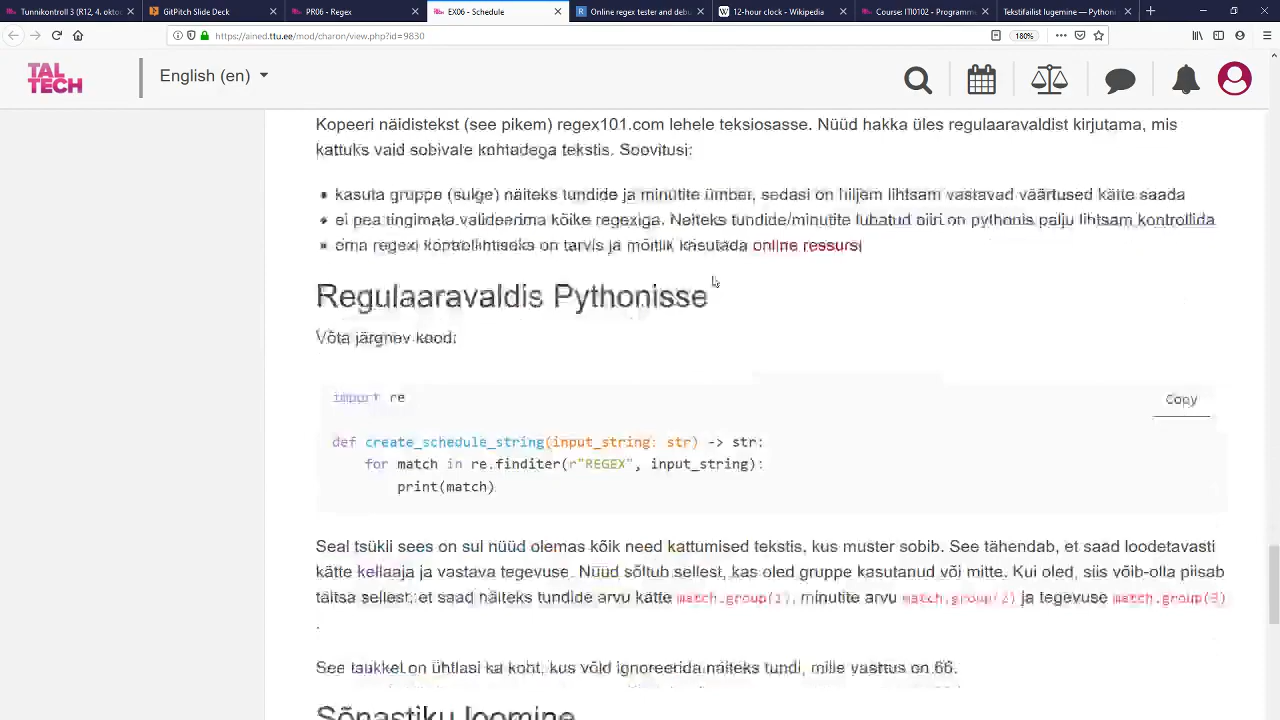 Tunnikontroll 3 (R12, 4. okto
GitPitch Slide Deck
PR06 - Regex
EX06 - Schedule
Online regex tester and debu
12-hour clock - Wikipedia
Course: ITI0102 - Programme
Tekstifailist lugemine — Python
https://ained.ttu.ee/mod/charon/view.php?id=9830
180%
TAL
TECH
English (en)
Kopeeri näidistekst (see pikem) regex101.com lehele teksiosasse. Nüüd hakka üles regulaaravaldist kirjutama, mis
kattuks vaid sobivate kohtadega tekstis. Soovitusi:
kasuta gruppe (sulge) näiteks tundide ja minutite ümber, sedasi on hiljem lihtsam vastavad väärtused kätte saada
ei pea tingimata valideerima kõike regexiga. Näiteks tundide/minutite lubatud piiri on pythonis palju lihtsam kontrollida
oma regexi kontrollimiseks on tarvis ja mõistlik kasutada online ressursi
Regulaaravaldis Pythonisse
Võta järgnev kood:
import re
Copy
def create_schedule_string(input_string: str) -> str:
for match in re.finditer(r"REGEX", input_string):
print(match)
Seal tsükli sees on sul nüüd olemas kõik need kattumised tekstis, kus muster sobib. See tähendab, et saad loodetavasti
kätte kellaaja ja vastava tegevuse. Nüüd sõltub sellest, kas oled gruppe kasutanud või mitte. Kui oled, siis võib-olla piisab
täitsa sellest, et saad näiteks tundide arvu kätte match.group(1), minutite arvu match.group(2) ja tegevuse match.group(3)
.
See taukkel on ühtlasi ka koht, kus võid ignoreerida näiteks tundi, mille väärtus on 66.
Sõnastiku loomine